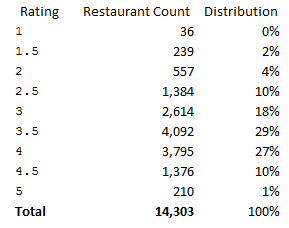 Rating Restaurant Count Distribution
1 36 0%
1.5 239 2%
2 557 4%
2.5 1,384 10%
3 2,614 18%
3.5 4,092 29%
4 3,795 27%
4.5 1,376 10%
5 210 1%
Total 14,303 100%